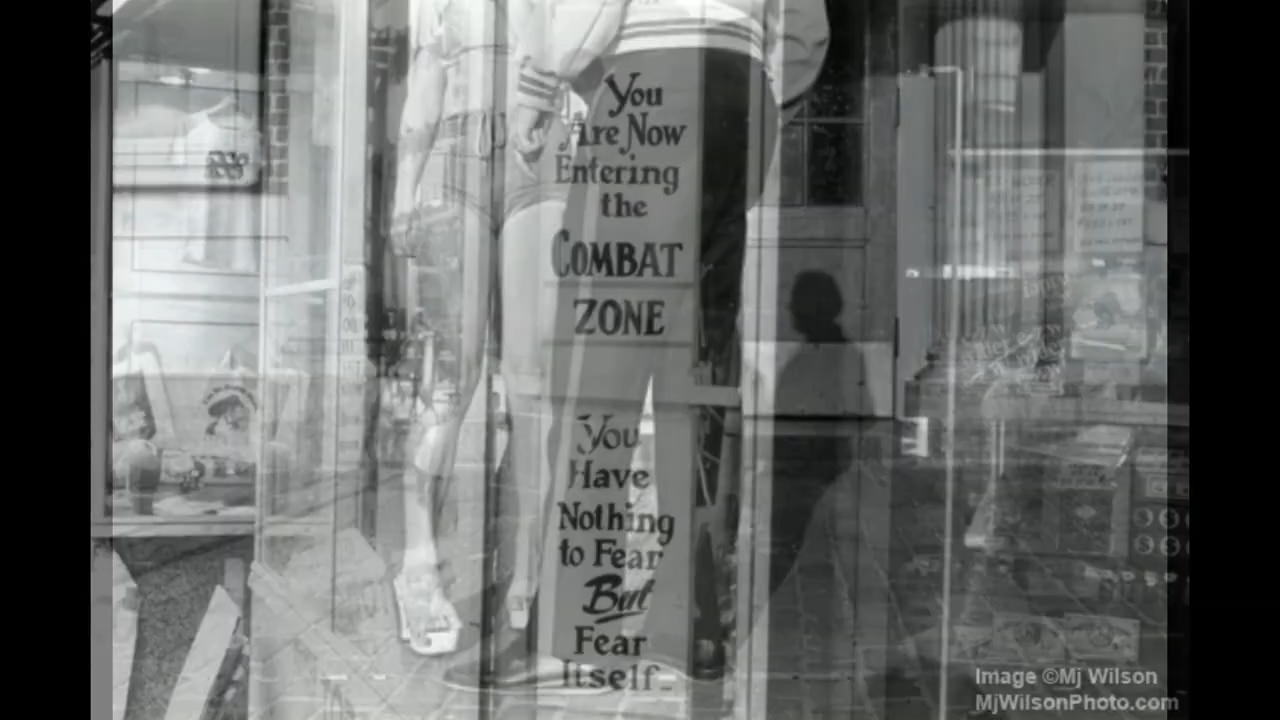 You
Are Now
Entering
the
COMBAT
ZONE
You
Have
Nothing
to Fear
But
Fear
Itself
Image ©Mj Wilson
MjWilsonPhoto.com